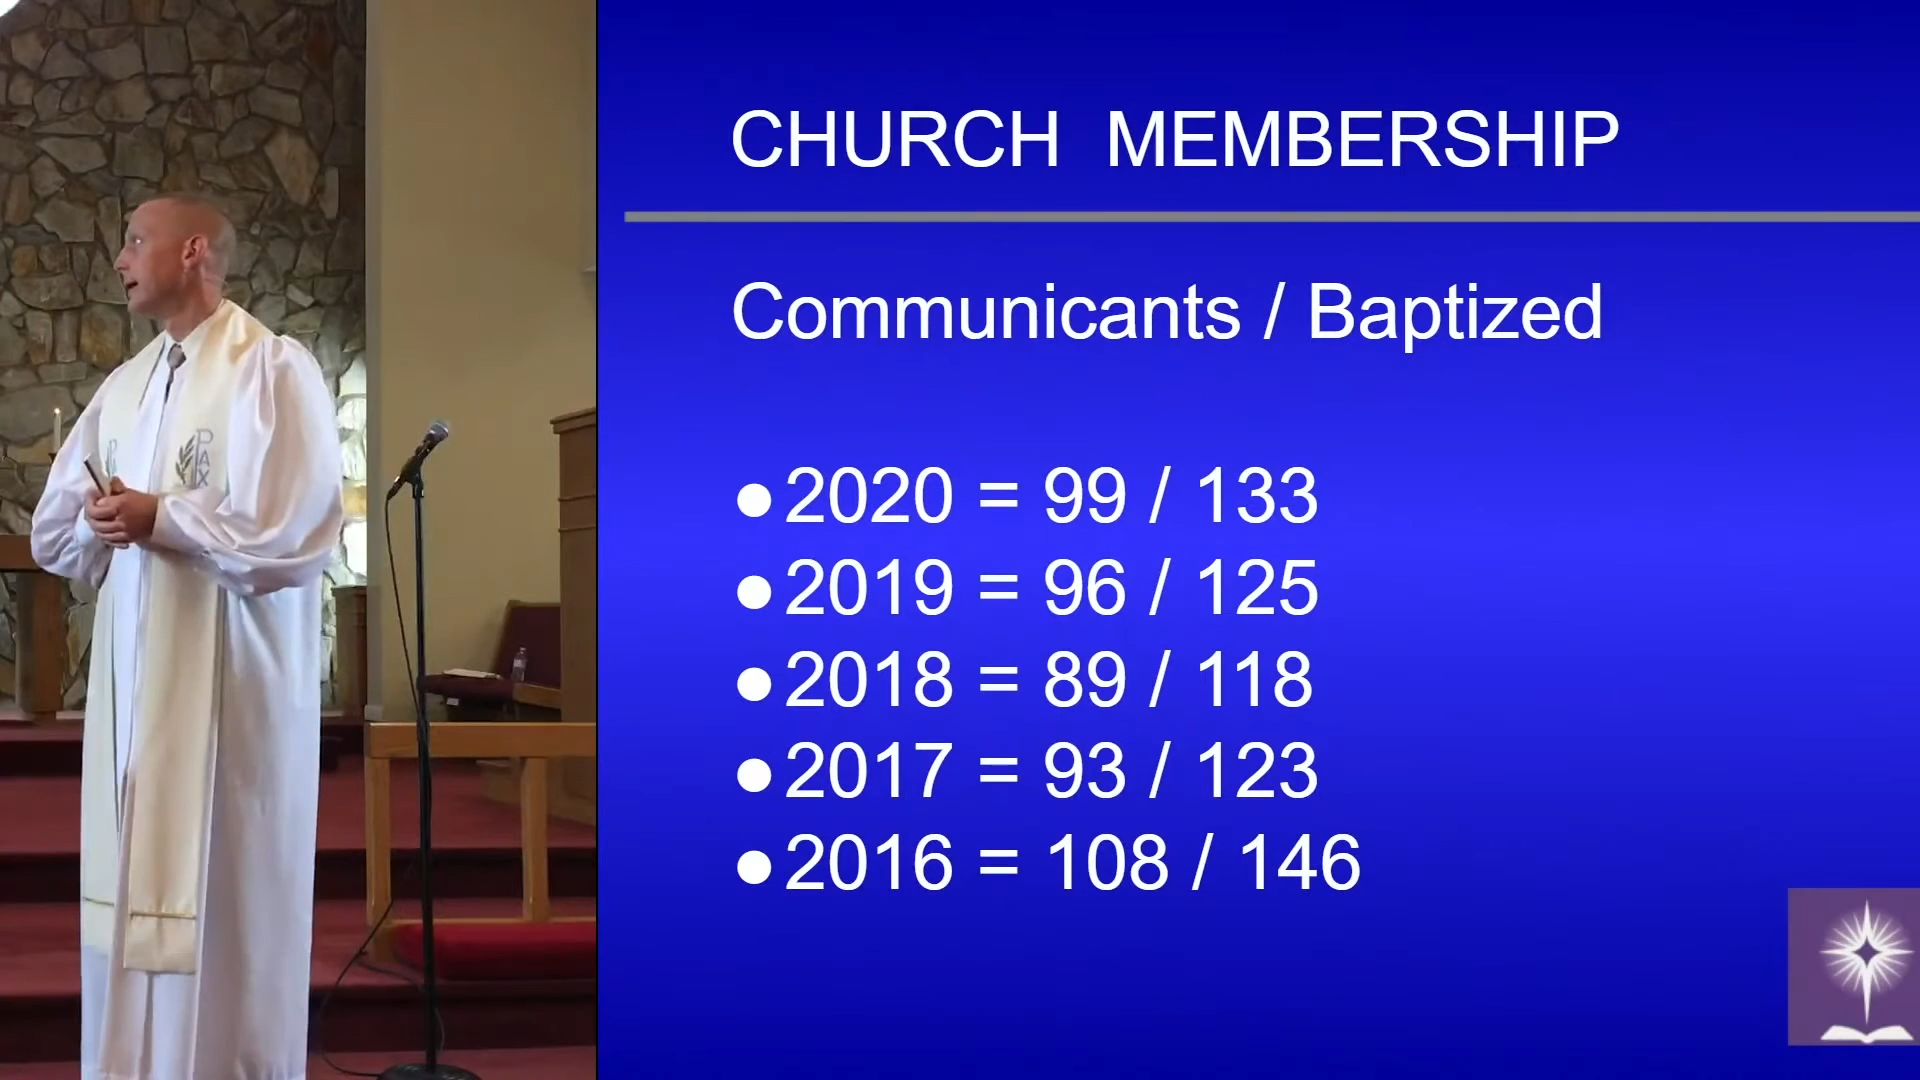 CHURCH MEMBERSHIP
Communicants / Baptized
●2020 = 99 / 133
●2019 = 96 / 125
●2018 = 89 / 118
●2017 = 93 / 123
●2016 = 108 / 146
PAX